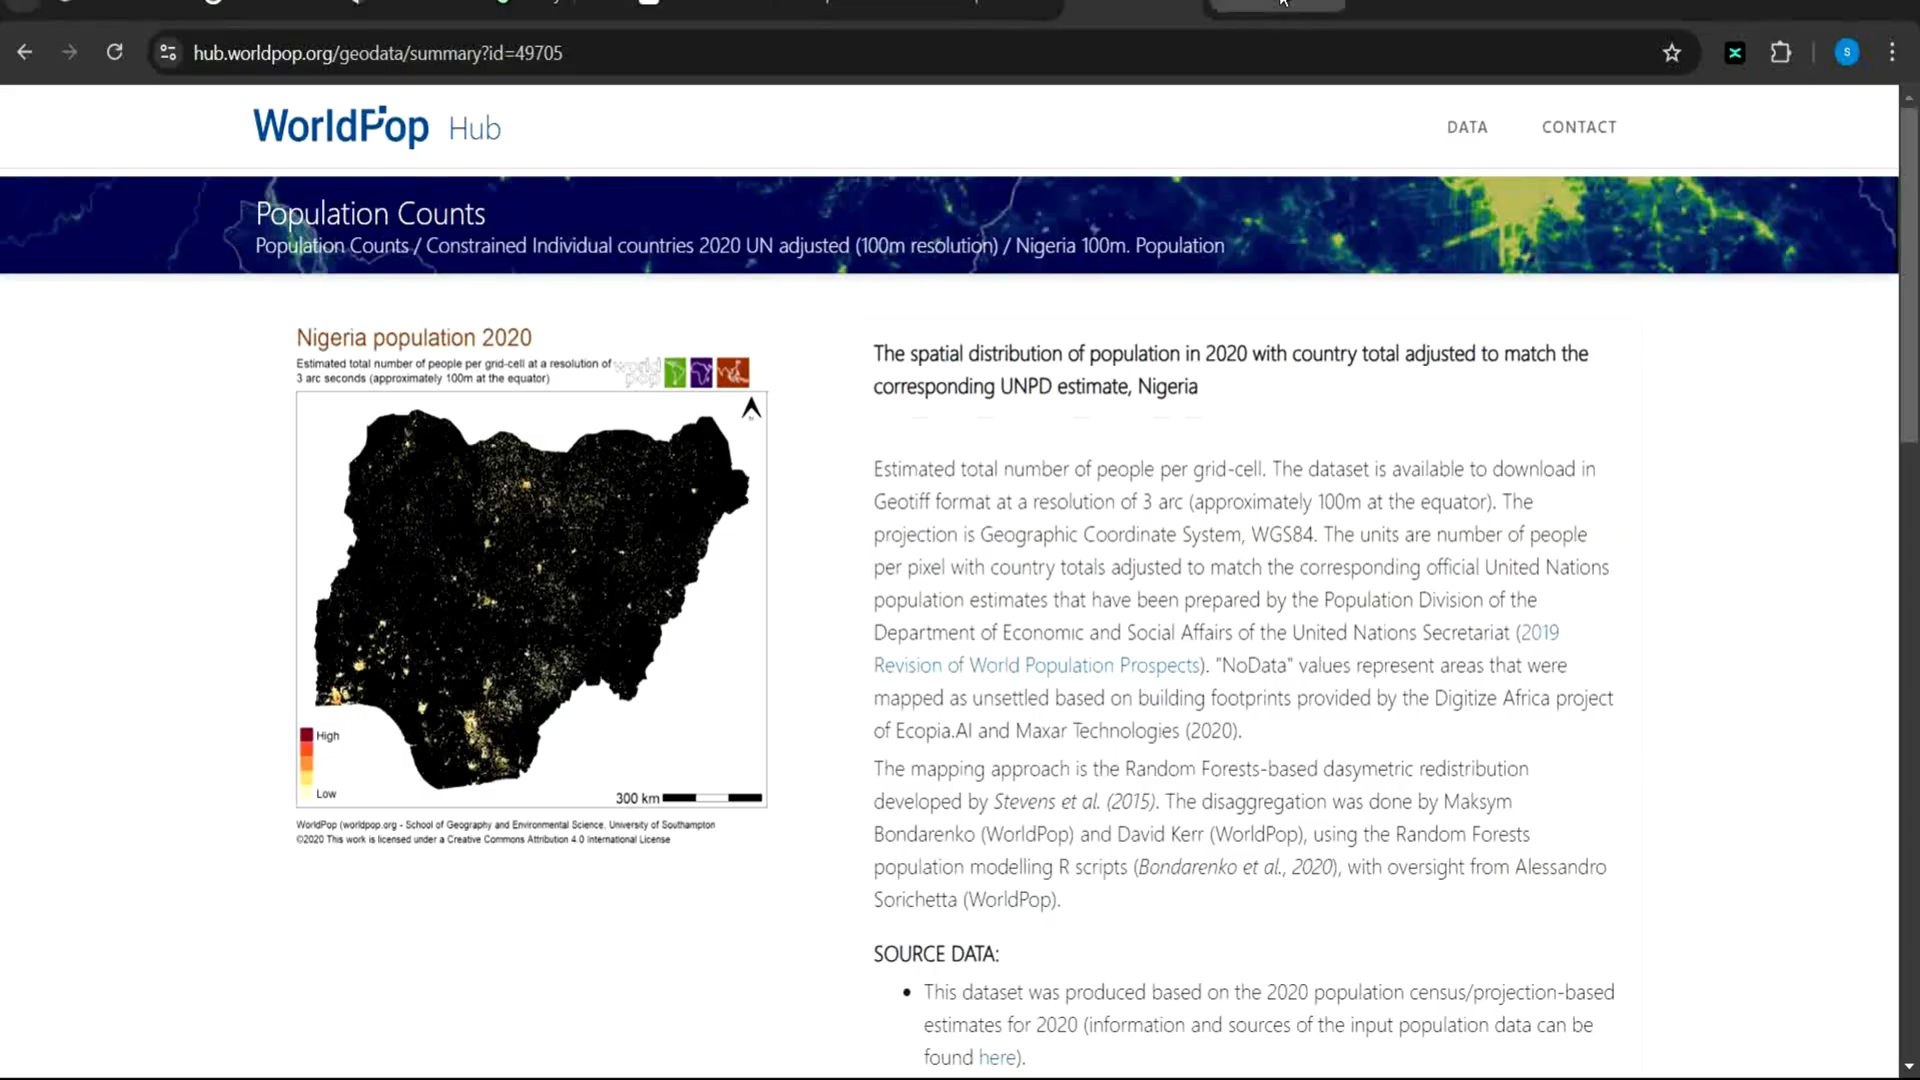 hub.worldpop.org/geodata/summary?id=49705
S
WorldPop Hub
DATA
CONTACT
Population Counts
Population Counts / Constrained Individual countries 2020 UN adjusted (100m resolution) / Nigeria 100m. Population
Nigeria population 2020
Estimated total number of people per grid-cell at a resolution of
3 arc seconds (approximately 100m at the equator)
world
pop
High
Low
300 km
WorldPop (worldpop.org - School of Geography and Environmental Science, University of Southampton
©2020 This work is licensed under a Creative Commons Attribution 4.0 International License
The spatial distribution of population in 2020 with country total adjusted to match the
corresponding UNPD estimate, Nigeria
Estimated total number of people per grid-cell. The dataset is available to download in
Geotiff format at a resolution of 3 arc (approximately 100m at the equator). The
projection is Geographic Coordinate System, WGS84. The units are number of people
per pixel with country totals adjusted to match the corresponding official United Nations
population estimates that have been prepared by the Population Division of the
Department of Economic and Social Affairs of the United Nations Secretariat (2019
Revision of World Population Prospects). "NoData" values represent areas that were
mapped as unsettled based on building footprints provided by the Digitize Africa project
of Ecopia.AI and Maxar Technologies (2020).
The mapping approach is the Random Forests-based dasymetric redistribution
developed by Stevens et al. (2015). The disaggregation was done by Maksym
Bondarenko (WorldPop) and David Kerr (WorldPop), using the Random Forests
population modelling R scripts (Bondarenko et al., 2020), with oversight from Alessandro
Sorichetta (WorldPop).
SOURCE DATA:
• This dataset was produced based on the 2020 population census/projection-based
estimates for 2020 (information and sources of the input population data can be
found here).